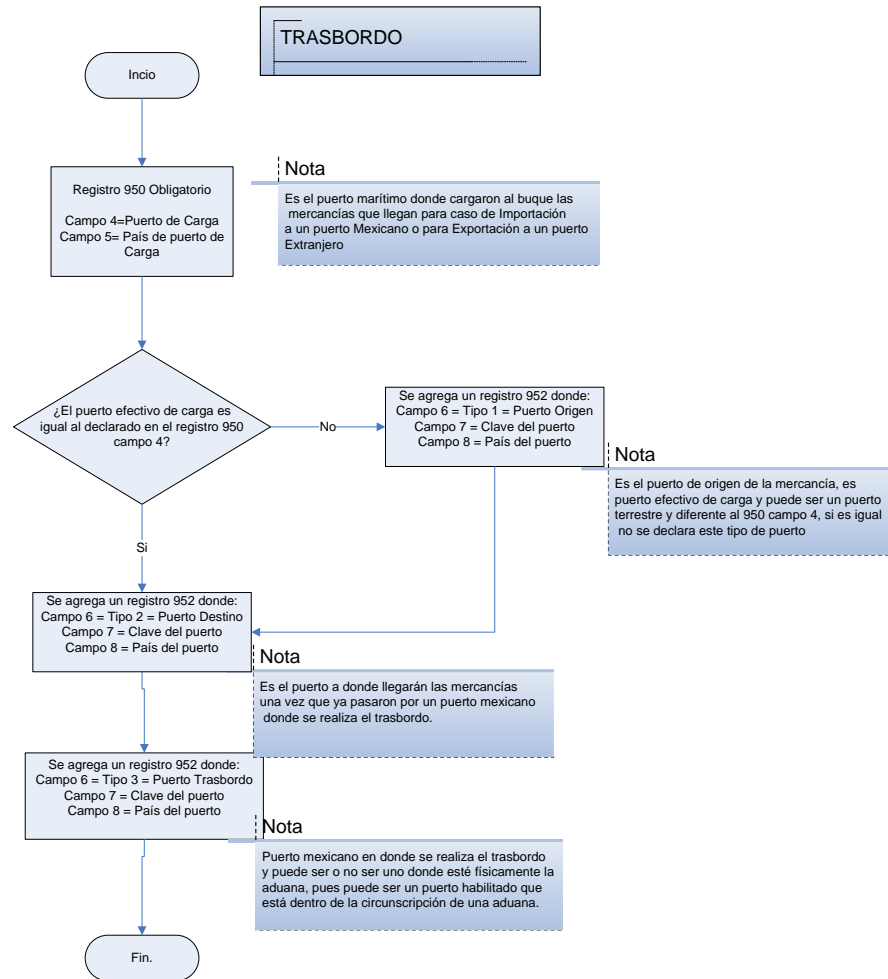 TRASBORDO
Incio
Registro 950 Obligatorio
Campo 4=Puerto de Carga
Campo 5= País de puerto de
Carga
Nota
Es el puerto marítimo donde cargaron al buque las
mercancías que llegan para caso de Importación
a un puerto Mexicano o para Exportación a un puerto
Extranjero
¿El puerto efectivo de carga es
igual al declarado en el registro 950
campo 4?
No
Se agrega un registro 952 donde:
Campo 6 = Tipo 1 = Puerto Origen
Campo 7 = Clave del puerto
Campo 8 = País del puerto
Nota
Es el puerto de origen de la mercancía, es
puerto efectivo de carga y puede ser un puerto
terrestre y diferente al 950 campo 4, si es igual
no se declara este tipo de puerto
Si
Se agrega un registro 952 donde:
Campo 6 = Tipo 2 = Puerto Destino
Campo 7 = Clave del puerto
Campo 8 = País del puerto
Nota
Es el puerto a donde llegarán las mercancías
una vez que ya pasaron por un puerto mexicano
donde se realiza el trasbordo.
Se agrega un registro 952 donde:
Campo 6 = Tipo 3 = Puerto Trasbordo
Campo 7 = Clave del puerto
Campo 8 = País del puerto
Nota
Puerto mexicano en donde se realiza el trasbordo
y puede ser o no ser uno donde esté físicamente la
aduana, pues puede ser un puerto habilitado que
está dentro de la circunscripción de una aduana.
Fin.